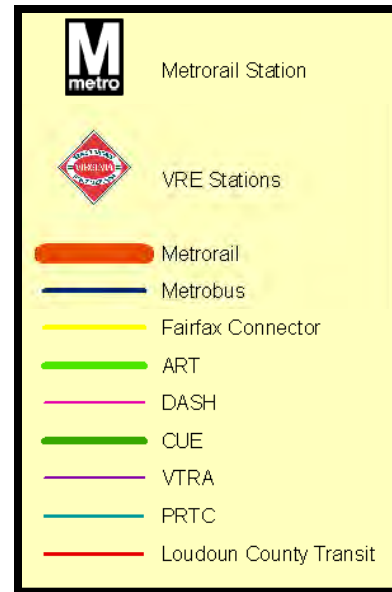 M
metro
Metrorail Station
VIRGINIA
VRE Stations
Metrorail
Metrobus
Fairfax Connector
ART
DASH
CUE
VTRA
PRTC
Loudoun County Transit